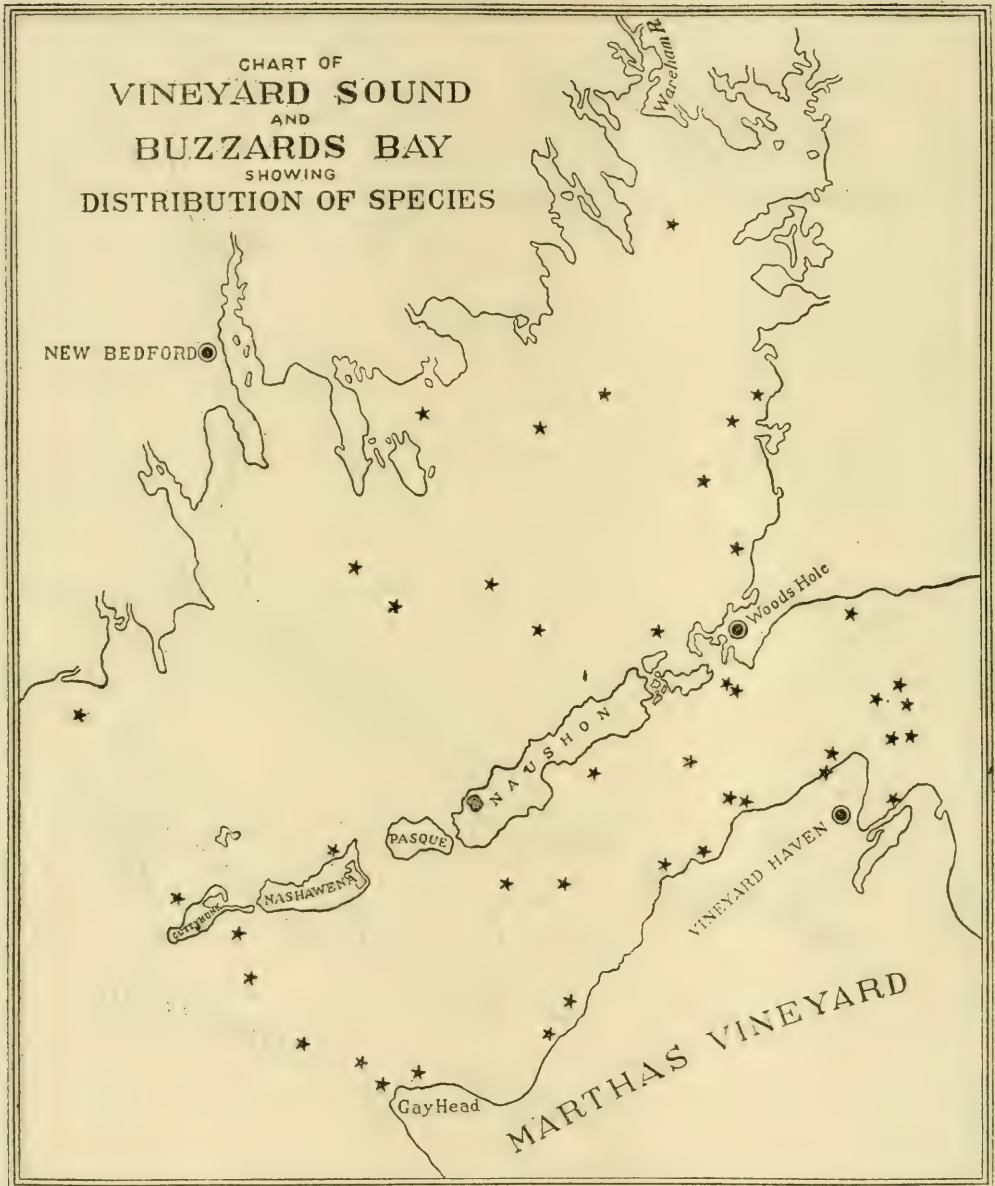 CHART OF
VINEYARD SOUND
AND
BUZZARDS BAY
SHOWING
DISTRIBUTION OF SPECIES
Wareham R.
NEW BEDFORD
Woods Hole
NAUSHON
PASQUE
NASHAWENA
CUTTYHUNK
VINEYARD HAVEN
MARTHAS VINEYARD
Gay Head